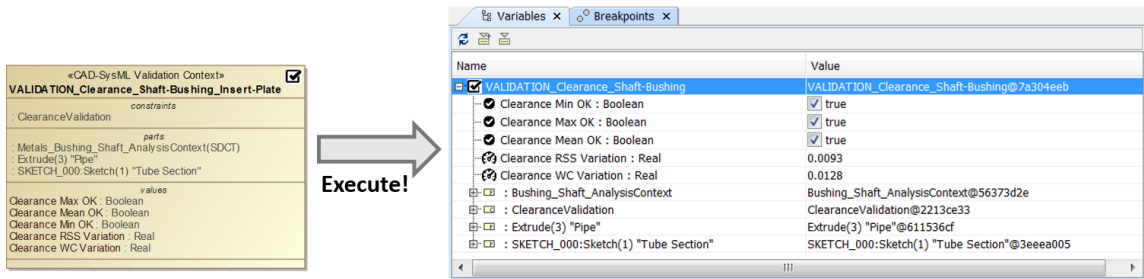 «CAD-SysML Validation Context»
VALIDATION_Clearance_Shaft-Bushing_Insert-Plate
constraints
: ClearanceValidation
parts
: Metals_Bushing_Shaft_AnalysisContext(SDCT)
: Extrude(3) "Pipe"
: SKETCH_000:Sketch(1) "Tube Section"
values
Clearance Max OK : Boolean
Clearance Mean OK : Boolean
Clearance Min OK : Boolean
Clearance RSS Variation : Real
Clearance WC Variation : Real
Execute!
Variables Breakpoints
Name Value
VALIDATION_Clearance_Shaft-Bushing VALIDATION_Clearance_Shaft-Bushing@7a304eeb
Clearance Min OK : Boolean true
Clearance Max OK : Boolean true
Clearance Mean OK : Boolean true
Clearance RSS Variation : Real 0.0093
Clearance WC Variation : Real 0.0128
: Bushing_Shaft_AnalysisContext Bushing_Shaft_AnalysisContext@56373d2e
: ClearanceValidation ClearanceValidation@2213ce33
: Extrude(3) "Pipe" Extrude(3) "Pipe"@611536cf
: SKETCH_000:Sketch(1) "Tube Section" SKETCH_000:Sketch(1) "Tube Section"@3eeea005